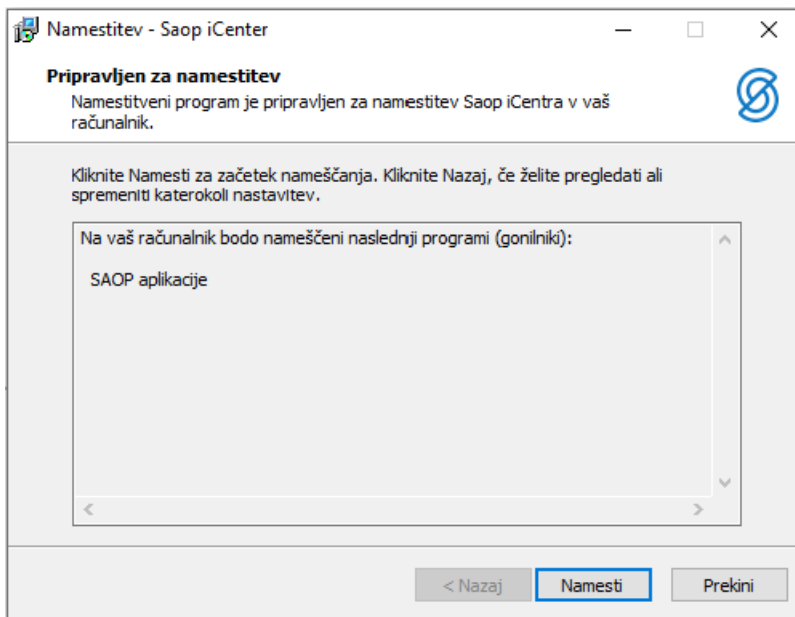 Namestitev - Saop iCenter
Pripravljen za namestitev
Namestitveni program je pripravljen za namestitev Saop iCentra v vaš
računalnik.
Kliknite Namesti za začetek nameščanja. Kliknite Nazaj, če želite pregledati ali
spremeniti katerokoli nastavitev.
Na vaš računalnik bodo nameščeni naslednji programi (gonilniki):
SAOP aplikacije
< Nazaj
Namesti
Prekini